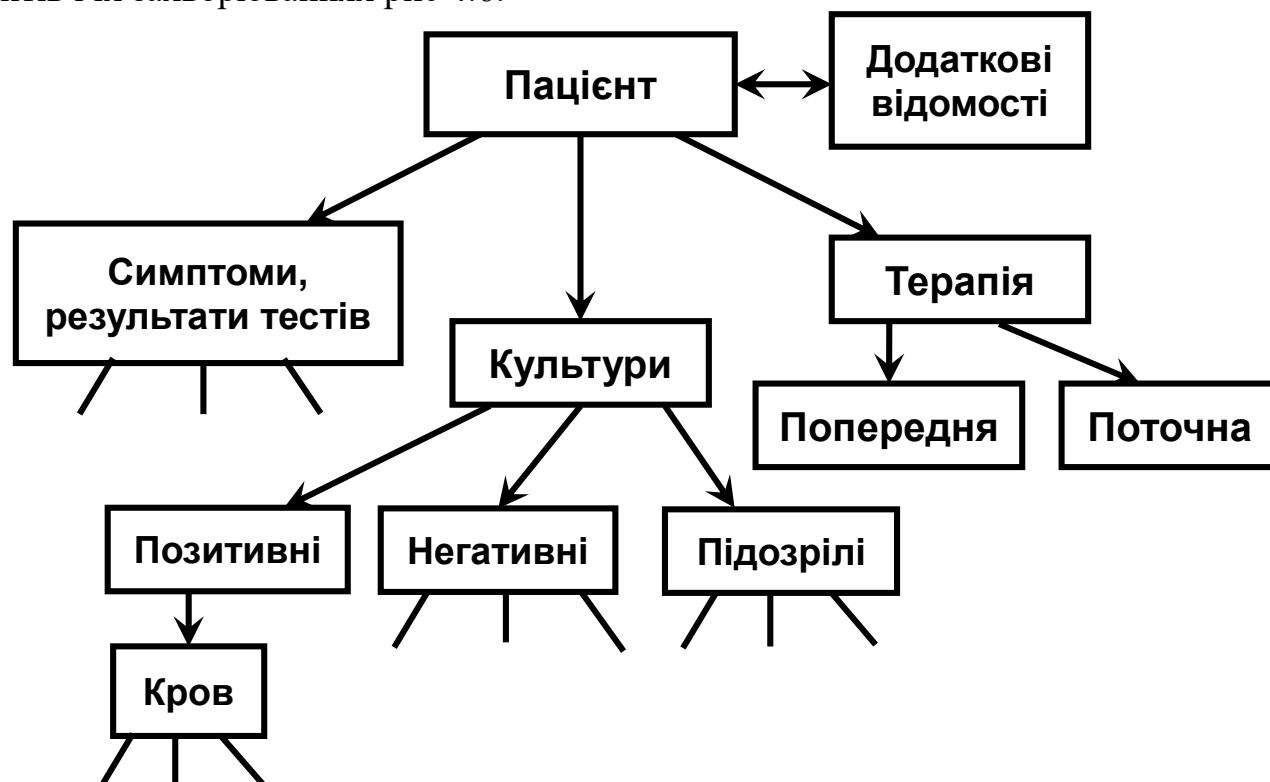 Пацієнт
Додаткові
відомості
Симптоми,
результати тестів
Терапія
Культури
Попередня
Поточна
Позитивні
Негативні
Підозрілі
Кров